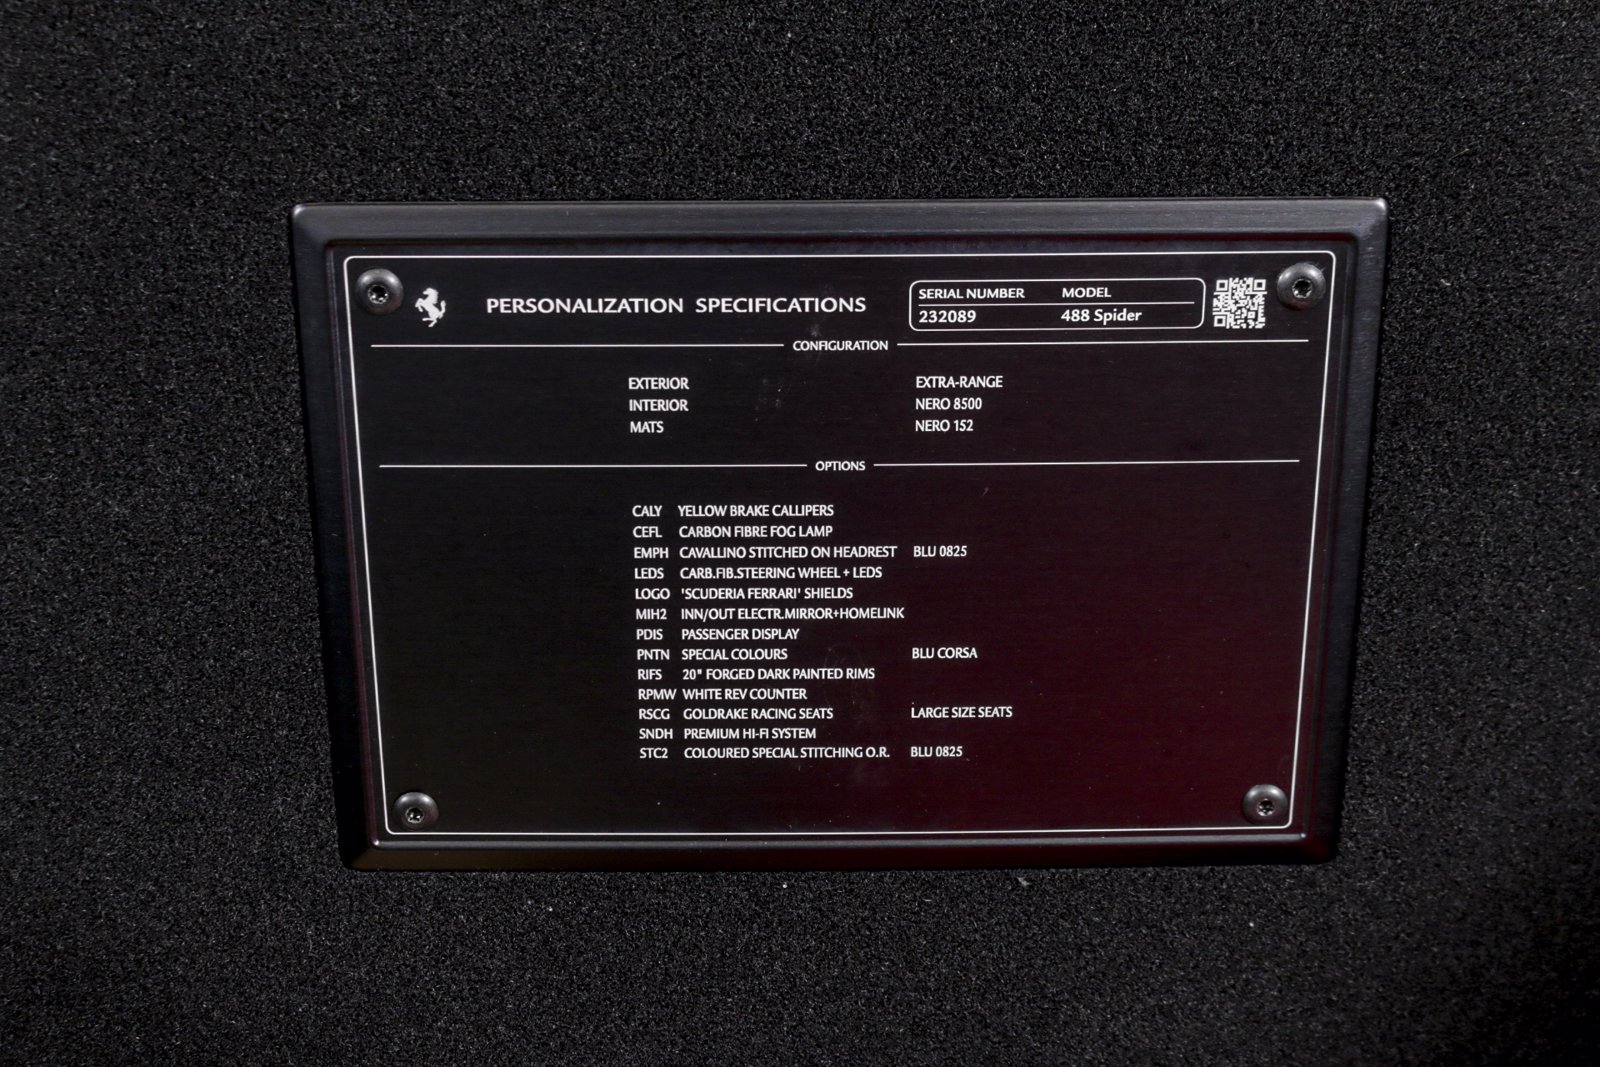 PERSONALIZATION SPECIFICATIONS
SERIAL NUMBER MODEL
232089 488 Spider
CONFIGURATION
EXTERIOR EXTRA-RANGE
INTERIOR NERO 8500
MATS NERO 152
OPTIONS
CALY YELLOW BRAKE CALLIPERS
CEFL CARBON FIBRE FOG LAMP
EMPH CAVALLINO STITCHED ON HEADREST BLU 0825
LEDS CARB.FIB.STEERING WHEEL + LEDS
LOGO 'SCUDERIA FERRARI' SHIELDS
MIH2 INN/OUT ELECTR.MIRROR+HOMELINK
PDIS PASSENGER DISPLAY
PNTN SPECIAL COLOURS BLU CORSA
RIFS 20" FORGED DARK PAINTED RIMS
RPMW WHITE REV COUNTER
RSCG GOLDRAKE RACING SEATS LARGE SIZE SEATS
SNDH PREMIUM HI-FI SYSTEM
STC2 COLOURED SPECIAL STITCHING O.R. BLU 0825